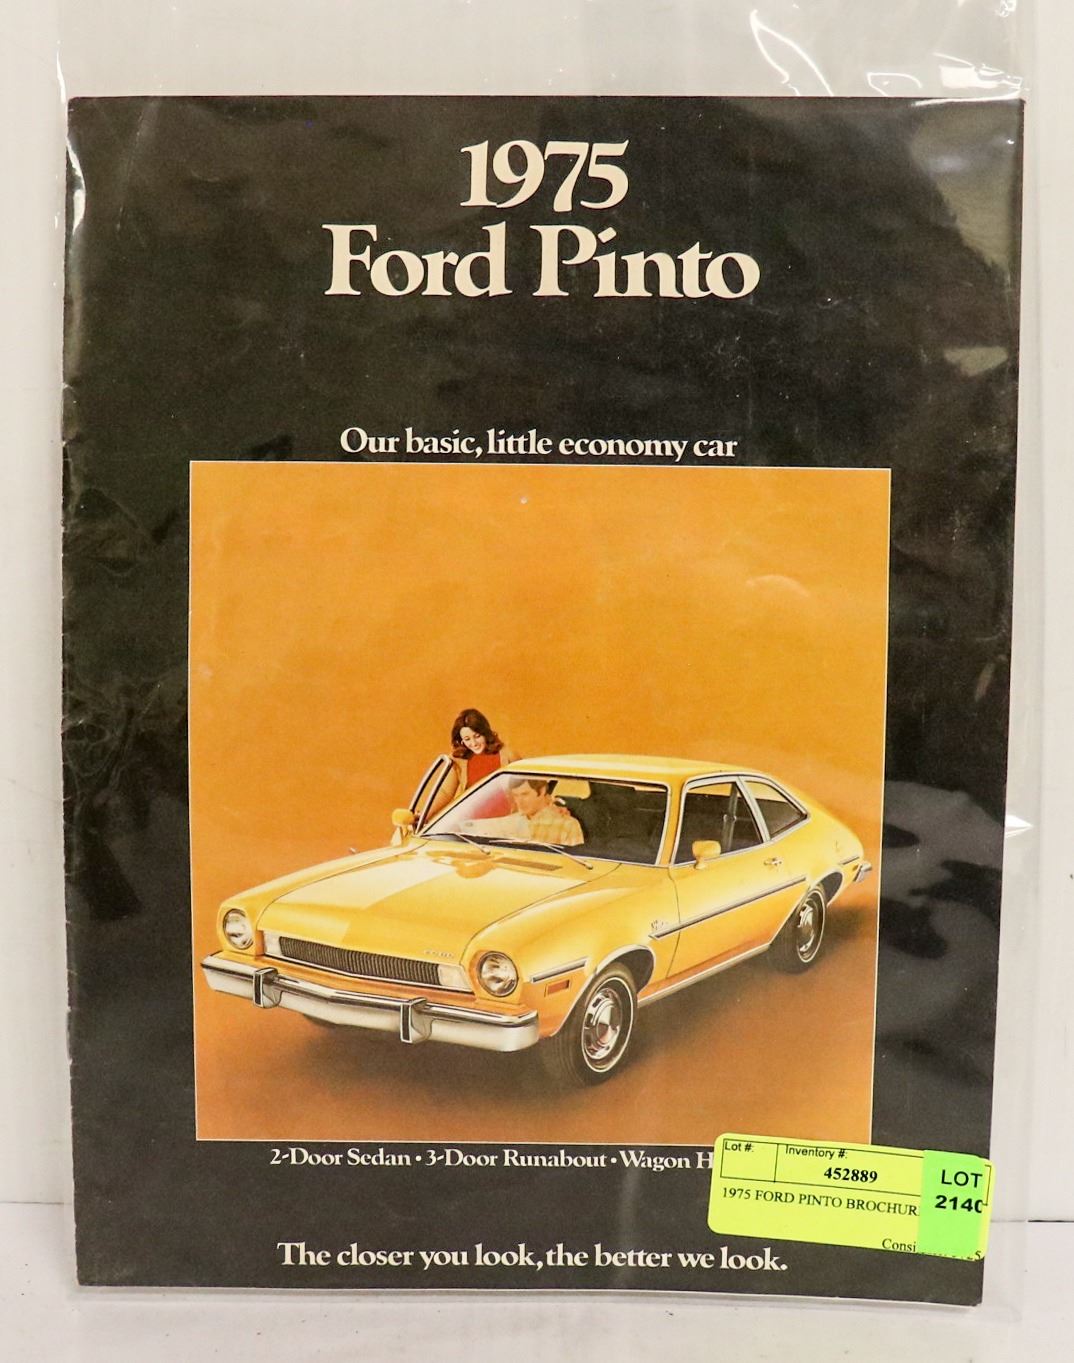 1975
Ford Pinto
Our basic, little economy car
FORD
2-Door Sedan • 3-Door Runabout • Wagon
Lot #: Inventory #:
452889
LOT
2140
1975 FORD PINTO
The closer you look, the better we look.